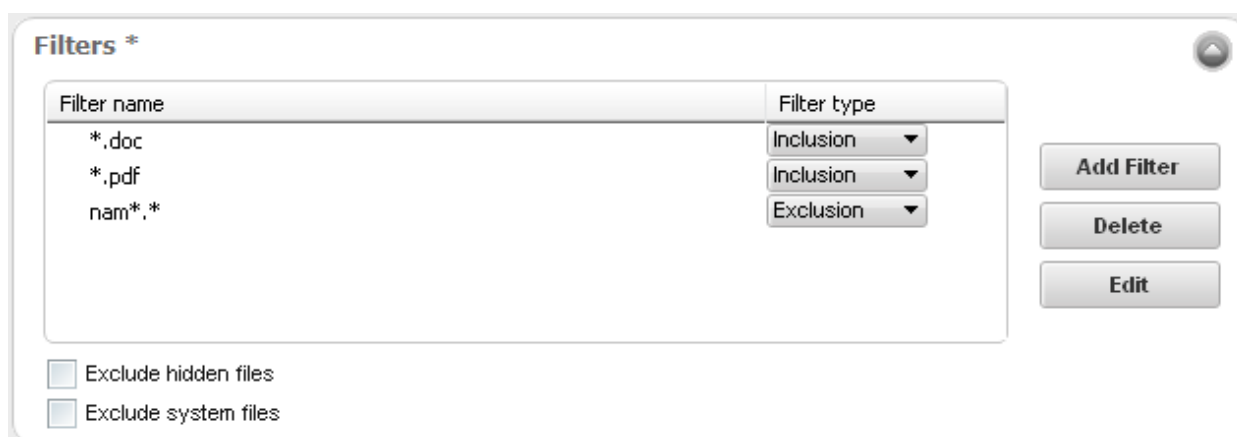 Filters *
Filter name Filter type
*.doc Inclusion
*.pdf Inclusion
nam*.* Exclusion
Add Filter
Delete
Edit
Exclude hidden files
Exclude system files